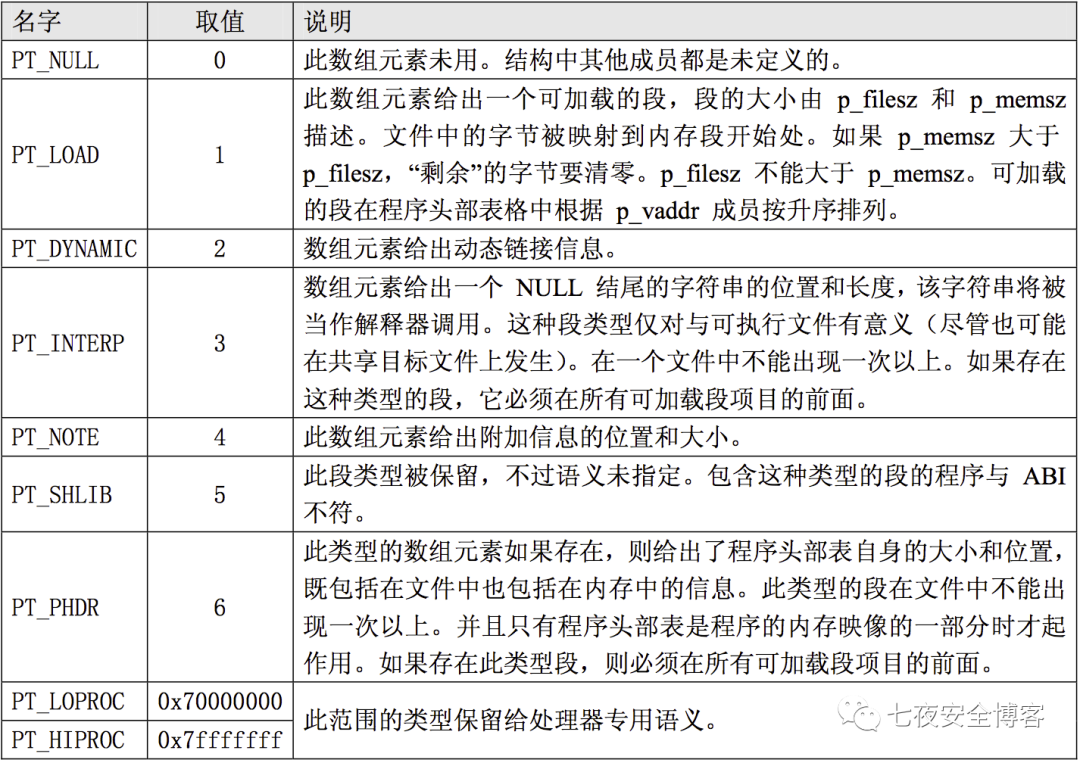 名字 取值 说明
PT_NULL 0 此数组元素未用。结构中其他成员都是未定义的。
此数组元素给出一个可加载的段，段的大小由 p_filesz 和 p_memsz
描述。文件中的字节被映射到内存段开始处。如果 p_memsz 大于
PT_LOAD 1
p_filesz，“剩余”的字节要清零。p_filesz 不能大于 p_memsz。可加载
的段在程序头部表格中根据 p_vaddr 成员按升序排列。
PT_DYNAMIC 2 数组元素给出动态链接信息。
数组元素给出一个 NULL 结尾的字符串的位置和长度，该字符串将被
当作解释器调用。这种段类型仅对与可执行文件有意义（尽管也可能
PT_INTERP 3
在共享目标文件上发生）。在一个文件中不能出现一次以上。如果存在
这种类型的段，它必须在所有可加载段项目的前面。
PT_NOTE 4 此数组元素给出附加信息的位置和大小。
此段类型被保留，不过语义未指定。包含这种类型的段的程序与 ABI
PT_SHLIB 5
不符。
此类型的数组元素如果存在，则给出了程序头部表自身的大小和位置，
既包括在文件中也包括在内存中的信息。此类型的段在文件中不能出
PT_PHDR 6
现一次以上。并且只有程序头部表是程序的内存映像的一部分时才起
作用。如果存在此类型段，则必须在所有可加载段项目的前面。
PT_LOPROC 0x70000000
此范围的类型保留给处理器专用语义。
PT_HIPROC 0x7fffffff
七夜安全博客